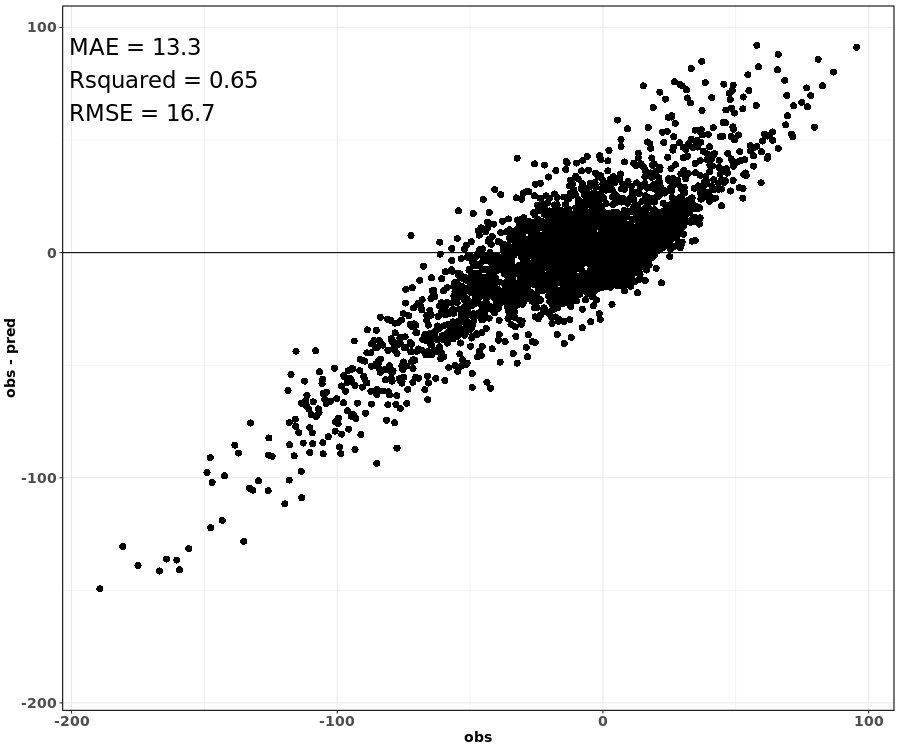 MAE = 13.3
Rsquared = 0.65
RMSE = 16.7
100
0
-100
-200
obs - pred
-200
-100
0
100
obs